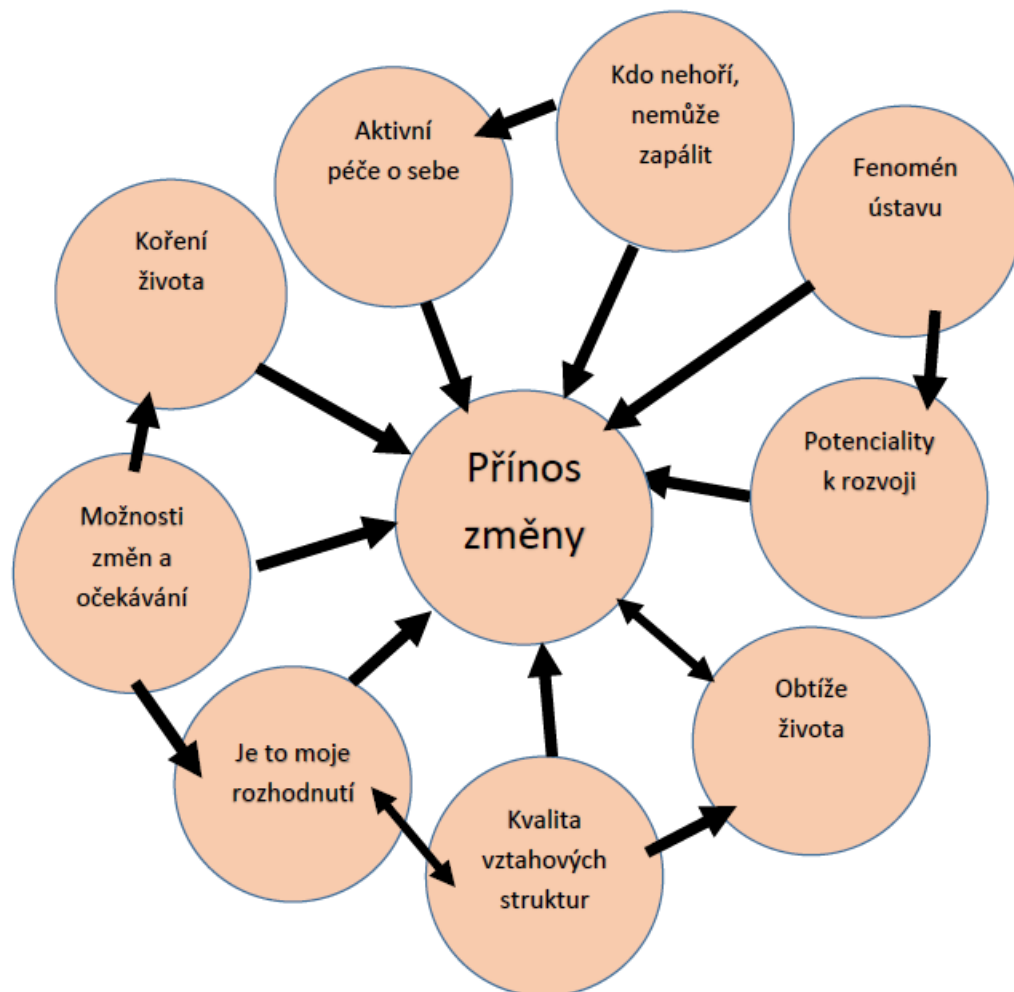 Kdo nehoří,
nemůže
zapálit
Aktivní
péče o sebe
Fenomén
ústavu
Koření
života
Přínos
změny
Potenciality
k rozvoji
Možnosti
změn a
očekávání
Obtíže
života
Je to moje
rozhodnutí
Kvalita
vztahových
struktur